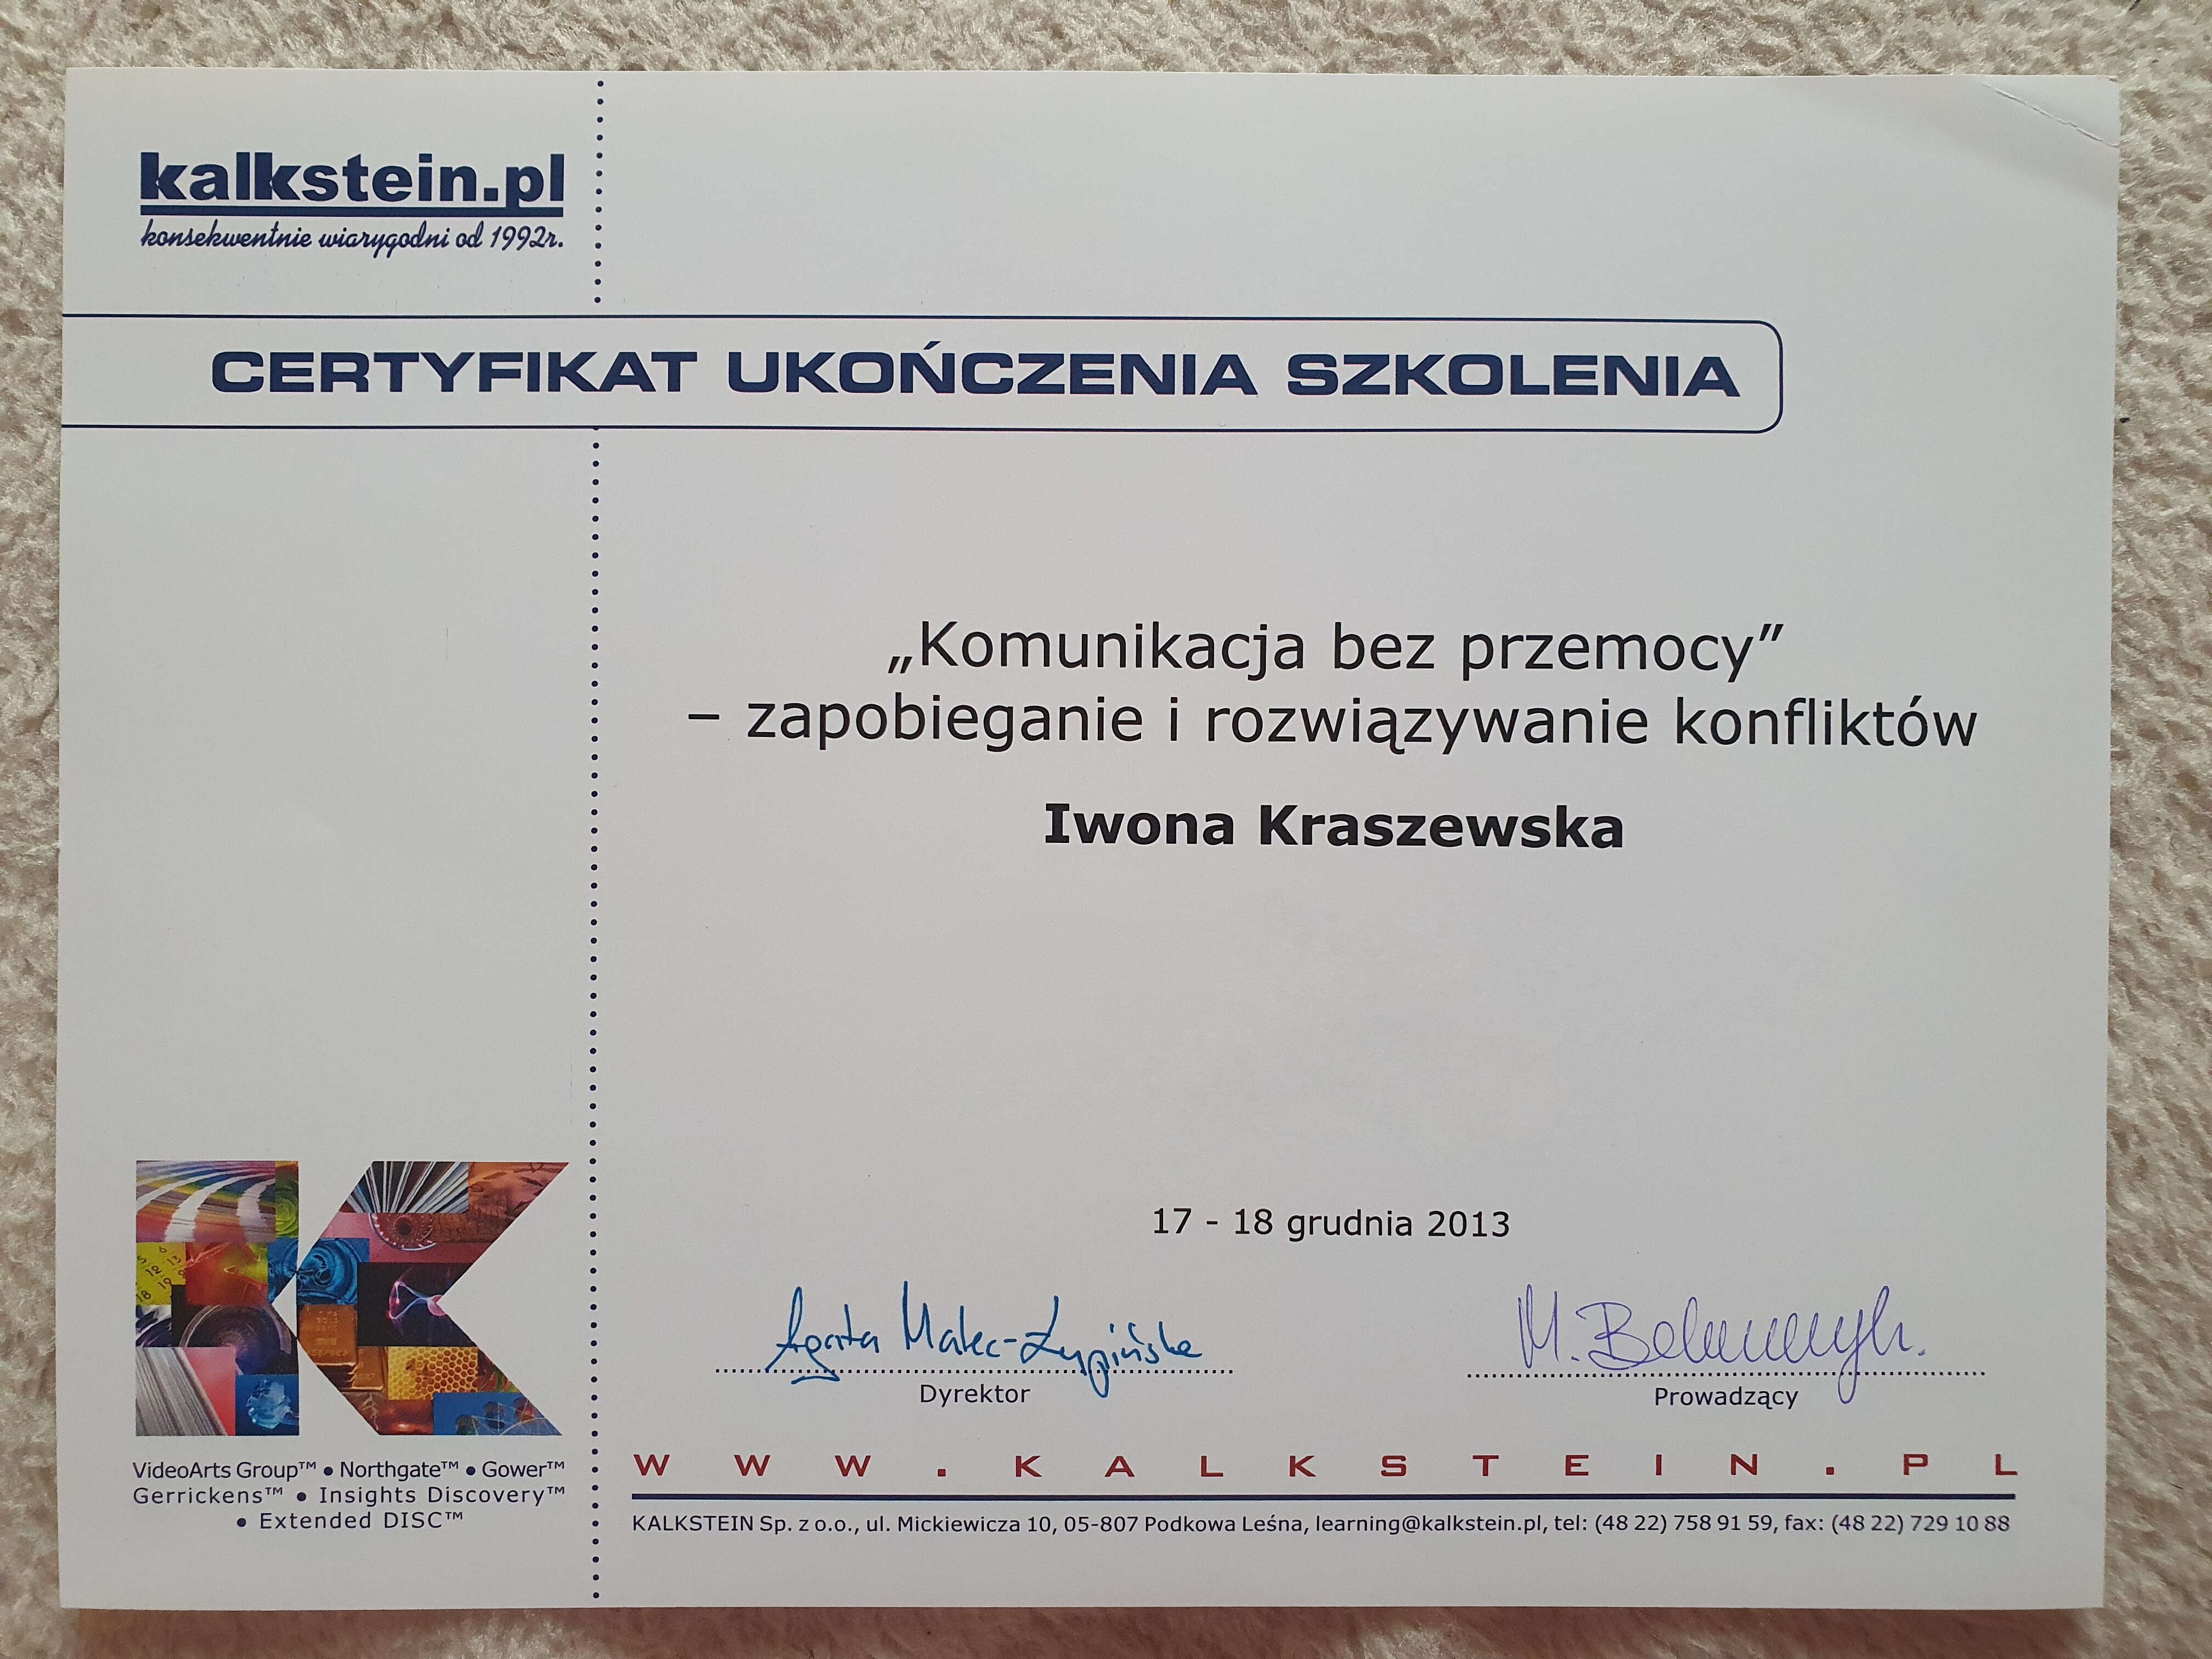 kalkstein.pl
konsekwentnie wiarygodni od 1992r.
CERTYFIKAT UKOŃCZENIA SZKOLENIA
„Komunikacja bez przemocy”
– zapobieganie i rozwiązywanie konfliktów
Iwona Kraszewska
17 - 18 grudnia 2013
Agata Malec-
M.
Dyrektor
Prowadzący
VideoArts Group™ • Northgate™ • Gower™
Gerrickens™ • Insights Discovery™
• Extended DISC™
WWW.KALKSTEIN.PL
KALKSTEIN Sp. z o.o., ul. Mickiewicza 10, 05-807 Podkowa Leśna, learning@kalkstein.pl, tel: (48 22) 758 91 59, fax: (48 22) 729 10 88